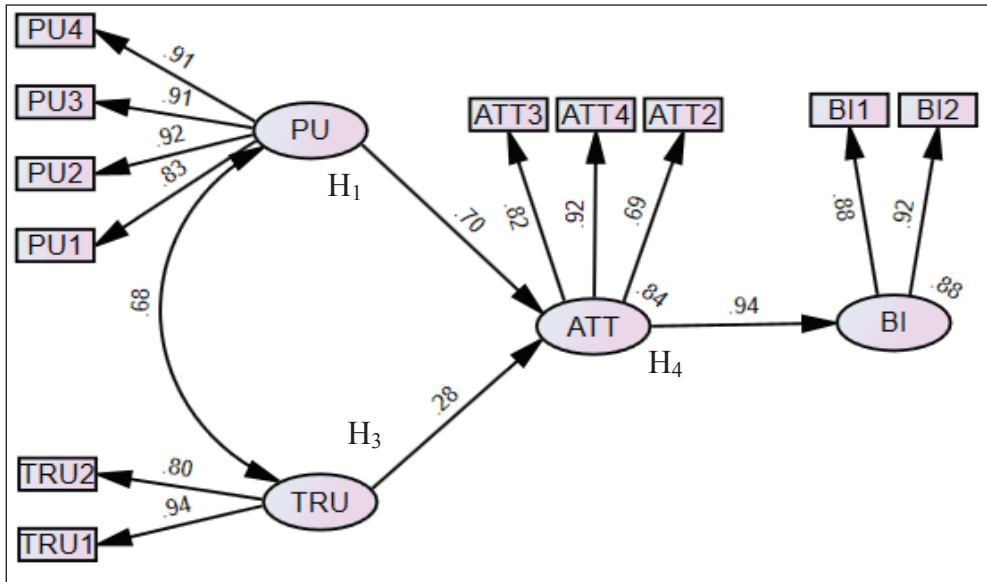 PU4
.91
PU3
.91
PU2
.92
PU1
.83
PU
H1
.70
.68
ATT3
ATT4
ATT2
.82
.92
.69
.84
ATT
H4
.94
BI1
BI2
.88
.92
.88
BI
H3
.28
TRU2
.80
TRU1
.94
TRU